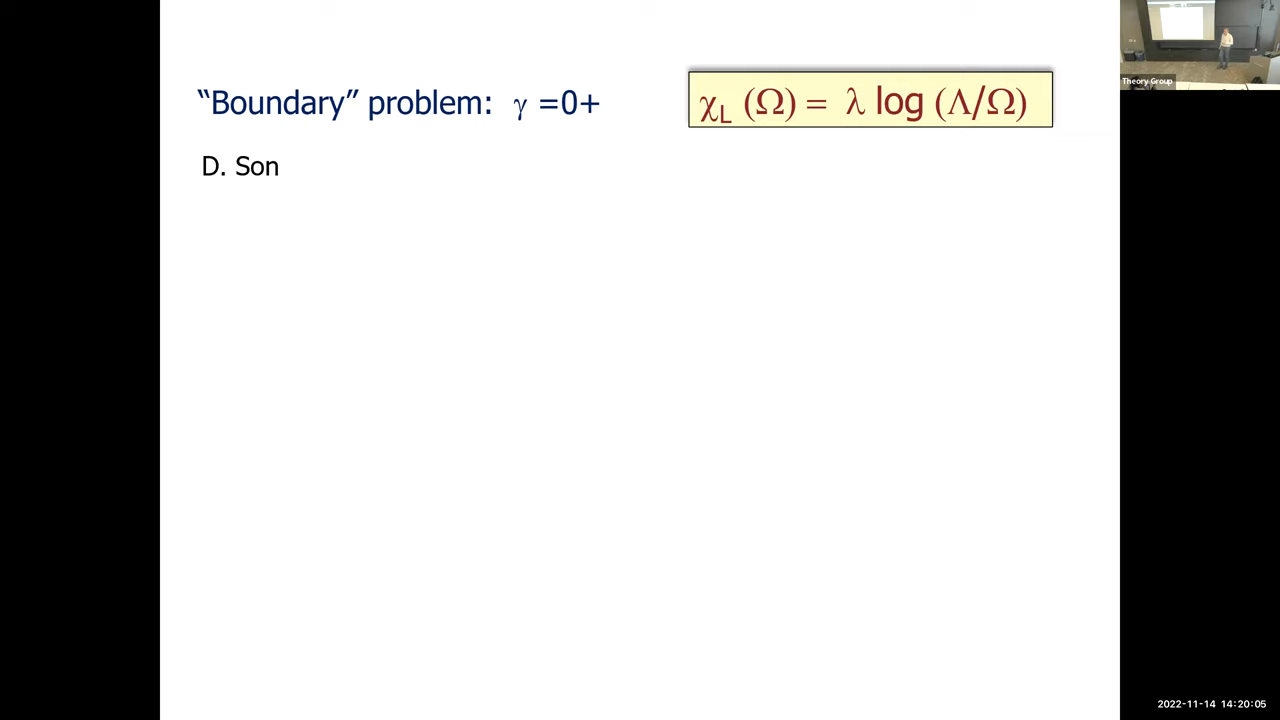 “Boundary” problem: γ =0+
χL (Ω) = λ log (Λ/Ω)
D. Son
Theory Group
2022-11-14 14:20:05